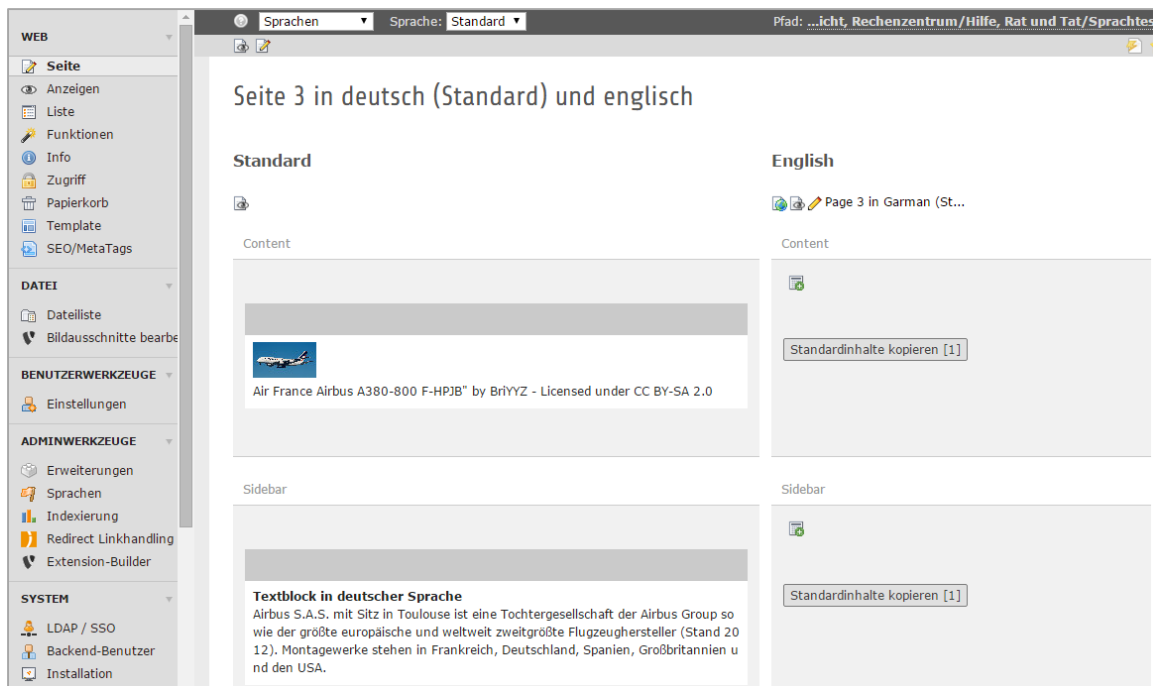 WEB
Seite
Anzeigen
Liste
Funktionen
Info
Zugriff
Papierkorb
Template
SEO/MetaTags
DATEI
Dateiliste
Bildausschnitte bearbe
BENUTZERWERKZEUGE
Einstellungen
ADMINWERKZEUGE
Erweiterungen
Sprachen
Indexierung
Redirect Linkhandling
Extension-Builder
SYSTEM
LDAP / SSO
Backend-Benutzer
Installation
Sprachen Sprache: Standard Pfad: ...icht, Rechenzentrum/Hilfe, Rat und Tat/Sprachtes
Seite 3 in deutsch (Standard) und englisch
Standard
Content
Air France Airbus A380-800 F-HPJB" by BriYYZ - Licensed under CC BY-SA 2.0
Sidebar
Textblock in deutscher Sprache
Airbus S.A.S. mit Sitz in Toulouse ist eine Tochtergesellschaft der Airbus Group so
wie der größte europäische und weltweit zweitgrößte Flugzeughersteller (Stand 20
12). Montagewerke stehen in Frankreich, Deutschland, Spanien, Großbritannien u
nd den USA.
English
Page 3 in Garman (St...
Content
Standardinhalte kopieren [1]
Sidebar
Standardinhalte kopieren [1]